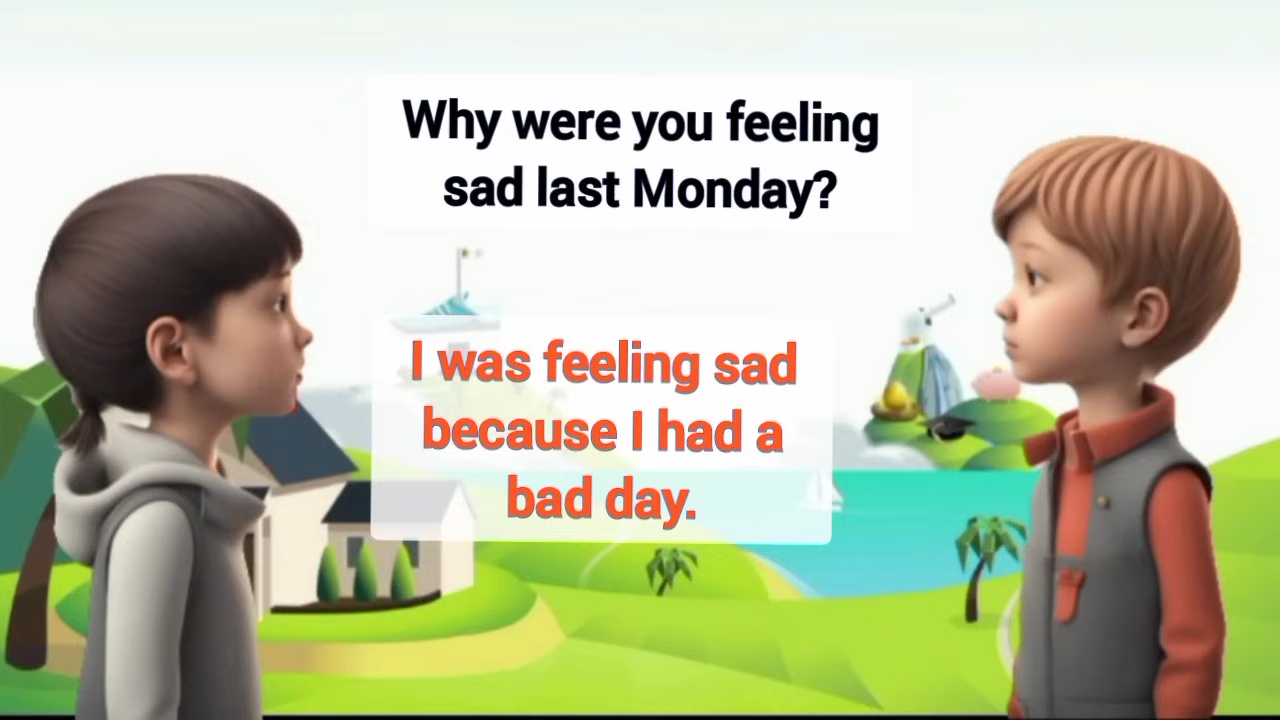 Why were you feeling
sad last Monday?
I was feeling sad
because I had a
bad day.